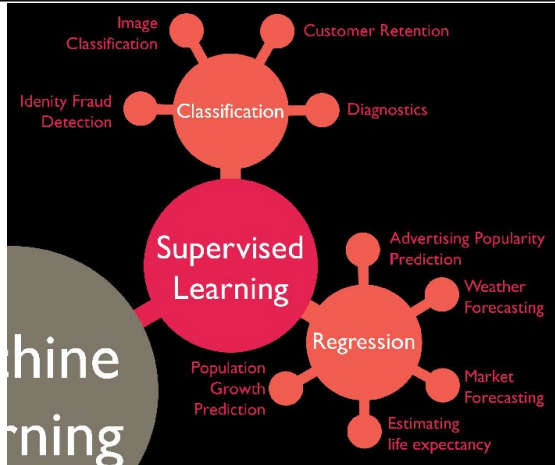 Image
Classification
Customer Retention
Idenity Fraud
Detection
Classification
Diagnostics
Supervised
Learning
Advertising Popularity
Prediction
Weather
Forecasting
Regression
Population
Growth
Prediction
Market
Forecasting
Estimating
life expectancy
chine
rning